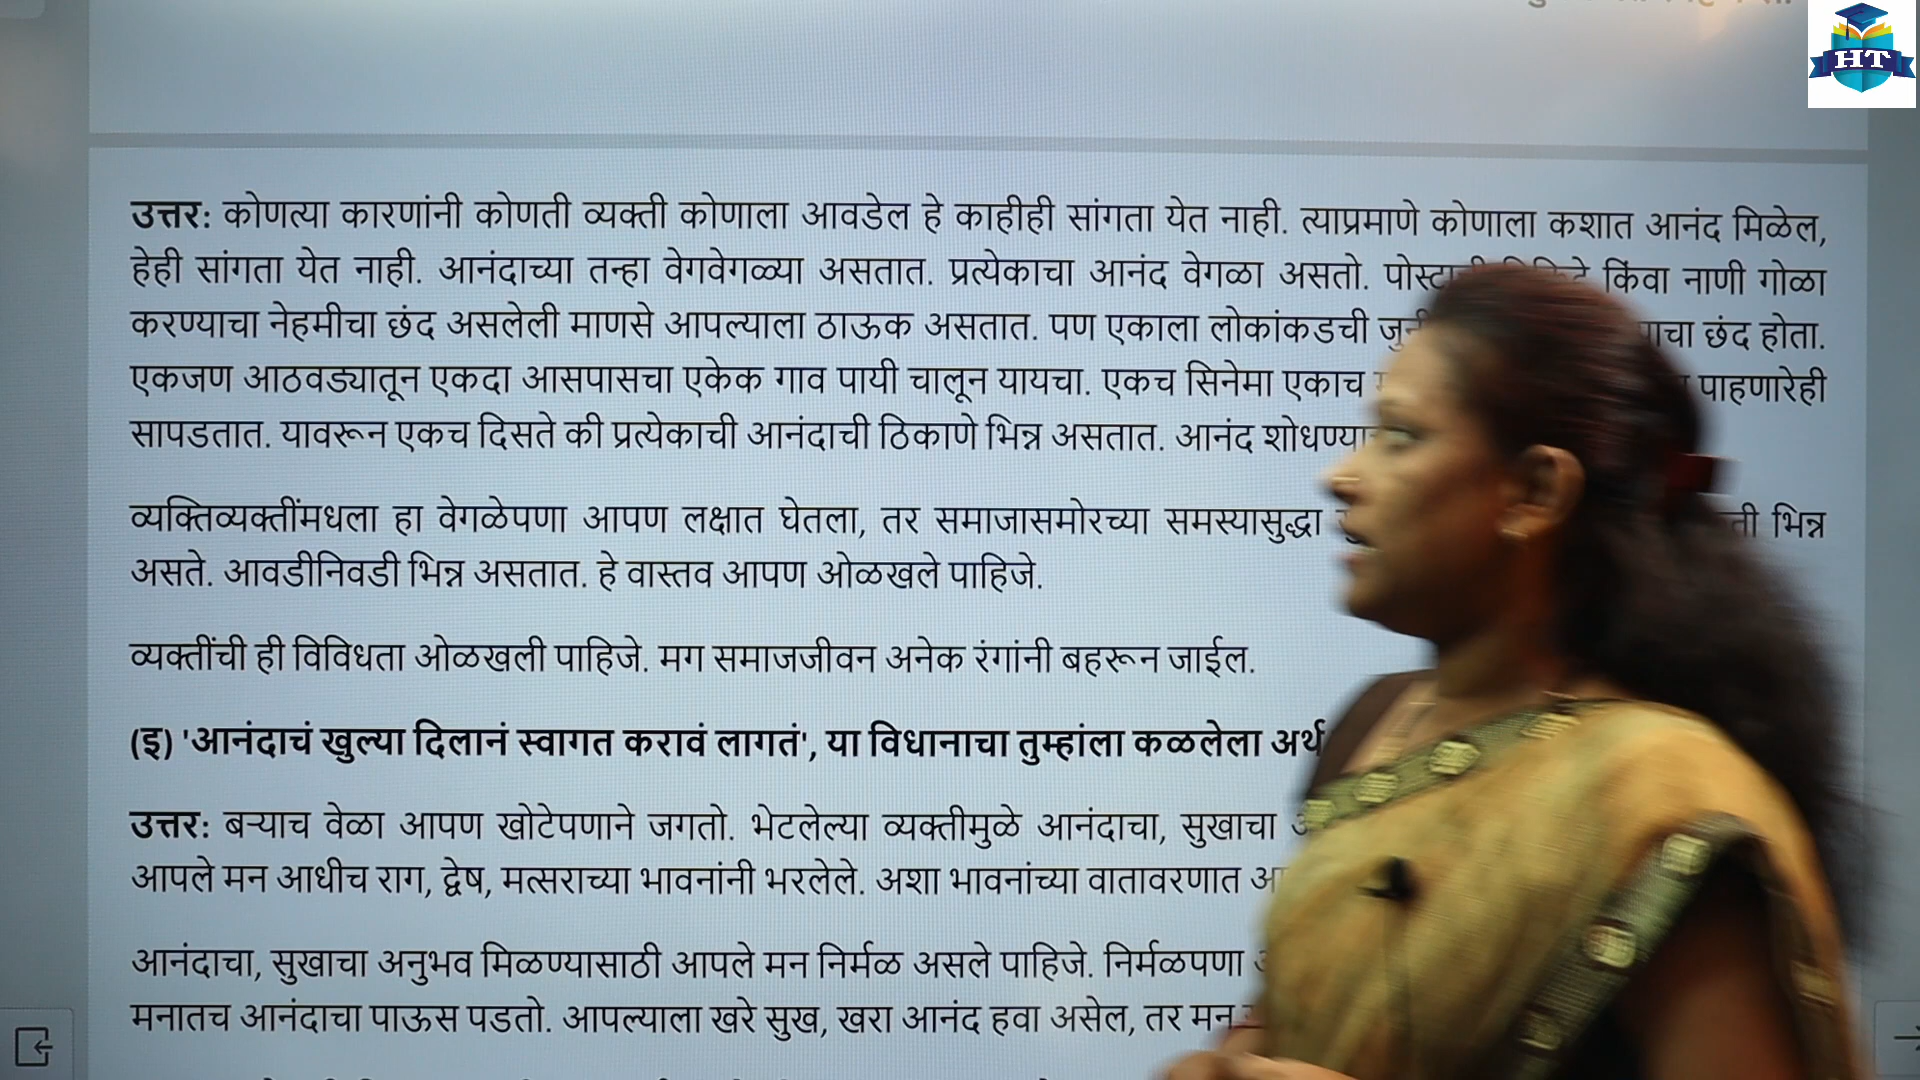 HT
उत्तर: कोणत्या कारणांनी कोणती व्यक्ती कोणाला आवडेल हे काहीही सांगता येत नाही. त्याप्रमाणे कोणाला कशात आनंद मिळेल,
हेही सांगता येत नाही. आनंदाच्या तऱ्हा वेगवेगळ्या असतात. प्रत्येकाचा आनंद वेगळा असतो. किंवा नाणी गोळा
करण्याचा नेहमीचा छंद असलेली माणसे आपल्याला ठाऊक असतात. पण एकाला लोकांकडची छंद होता.
एकजण आठवड्यातून एकदा आसपासचा एकेक गाव पायी चालून यायचा. एकच सिनेमा एकाच पाहणारेही
सापडतात. यावरून एकच दिसते की प्रत्येकाची आनंदाची ठिकाणे भिन्न असतात. आनंद
व्यक्तिव्यक्तींमधला हा वेगळेपणा आपण लक्षात घेतला, तर समाजासमोरच्या समस्यासुद्धा भिन्न
असते. आवडीनिवडी भिन्न असतात. हे वास्तव आपण ओळखले पाहिजे.
व्यक्तींची ही विविधता ओळखली पाहिजे. मग समाजजीवन अनेक रंगांनी बहरून जाईल.
(इ) 'आनंदाचं खुल्या दिलानं स्वागत करावं लागतं', या विधानाचा तुम्हांला कळलेला अर्थ
उत्तर: बऱ्याच वेळा आपण खोटेपणाने जगतो. भेटलेल्या व्यक्तीमुळे आनंदाचा, सुखाचा
आपले मन आधीच राग, द्वेष, मत्सराच्या भावनांनी भरलेले. अशा भावनांच्या वातावरणात
आनंदाचा, सुखाचा अनुभव मिळण्यासाठी आपले मन निर्मळ असले पाहिजे. निर्मळपणा
मनातच आनंदाचा पाऊस पडतो. आपल्याला खरे सुख, खरा आनंद हवा असेल, तर मन